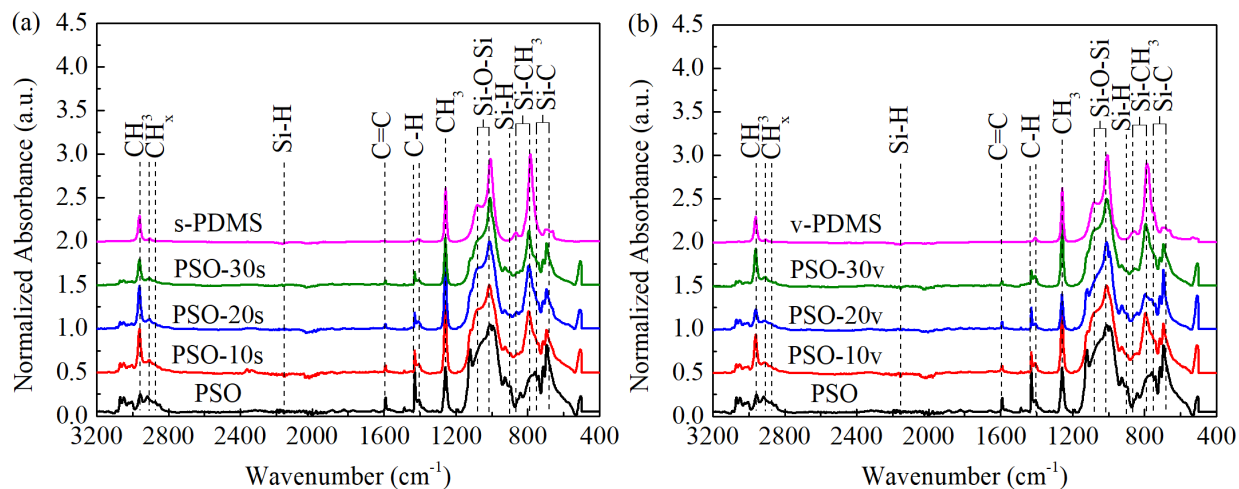 (a)
Normalized Absorbance (a.u.)
4.5
4.0
3.5
3.0
2.5
2.0
1.5
1.0
0.5
0.0
CH3
CH3
CHx
Si-H
C=C
C-H
CH3
Si-O-Si
Si-H
Si-CH3
Si-C
s-PDMS
PSO-30s
PSO-20s
PSO-10s
PSO
3200 2800 2400 2000 1600 1200 800 400
Wavenumber (cm-1)
(b)
Normalized Absorbance (a.u.)
4.5
4.0
3.5
3.0
2.5
2.0
1.5
1.0
0.5
0.0
CH3
CH3
CHx
Si-H
C=C
C-H
CH3
Si-O-Si
Si-H
Si-CH3
Si-C
v-PDMS
PSO-30v
PSO-20v
PSO-10v
PSO
3200 2800 2400 2000 1600 1200 800 400
Wavenumber (cm-1)